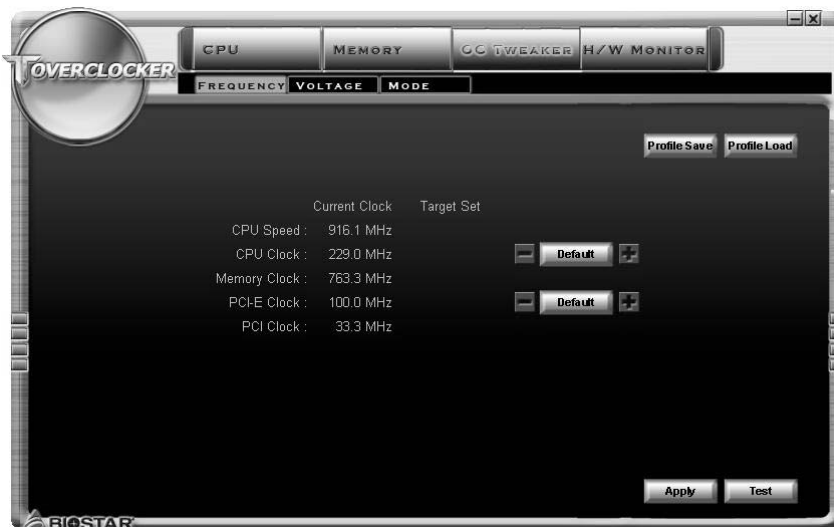 TOVERCLOCKER
CPU MEMORY OC TWEAKER H/W MONITOR
FREQUENCY VOLTAGE MODE
Profile Save Profile Load
Current Clock Target Set
CPU Speed : 916.1 MHz
CPU Clock : 229.0 MHz Default
Memory Clock : 763.3 MHz
PCI-E Clock : 100.0 MHz Default
PCI Clock : 33.3 MHz
Apply Test
BIOSTAR